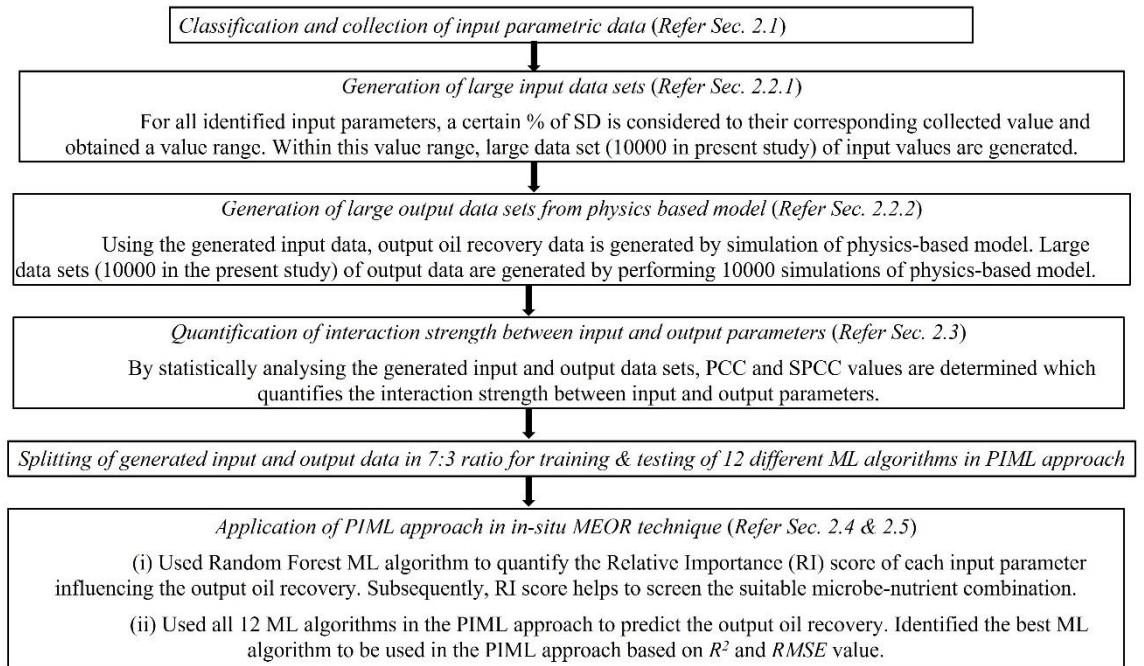 Classification and collection of input parametric data (Refer Sec. 2.1)
Generation of large input data sets (Refer Sec. 2.2.1)
For all identified input parameters, a certain % of SD is considered to their corresponding collected value and
obtained a value range. Within this value range, large data set (10000 in present study) of input values are generated.
Generation of large output data sets from physics based model (Refer Sec. 2.2.2)
Using the generated input data, output oil recovery data is generated by simulation of physics-based model. Large
data sets (10000 in the present study) of output data are generated by performing 10000 simulations of physics-based model.
Quantification of interaction strength between input and output parameters (Refer Sec. 2.3)
By statistically analysing the generated input and output data sets, PCC and SPCC values are determined which
quantifies the interaction strength between input and output parameters.
Splitting of generated input and output data in 7:3 ratio for training & testing of 12 different ML algorithms in PIML approach
Application of PIML approach in in-situ MEOR technique (Refer Sec. 2.4 & 2.5)
(i) Used Random Forest ML algorithm to quantify the Relative Importance (RI) score of each input parameter
influencing the output oil recovery. Subsequently, RI score helps to screen the suitable microbe-nutrient combination.
(ii) Used all 12 ML algorithms in the PIML approach to predict the output oil recovery. Identified the best ML
algorithm to be used in the PIML approach based on R² and RMSE value.